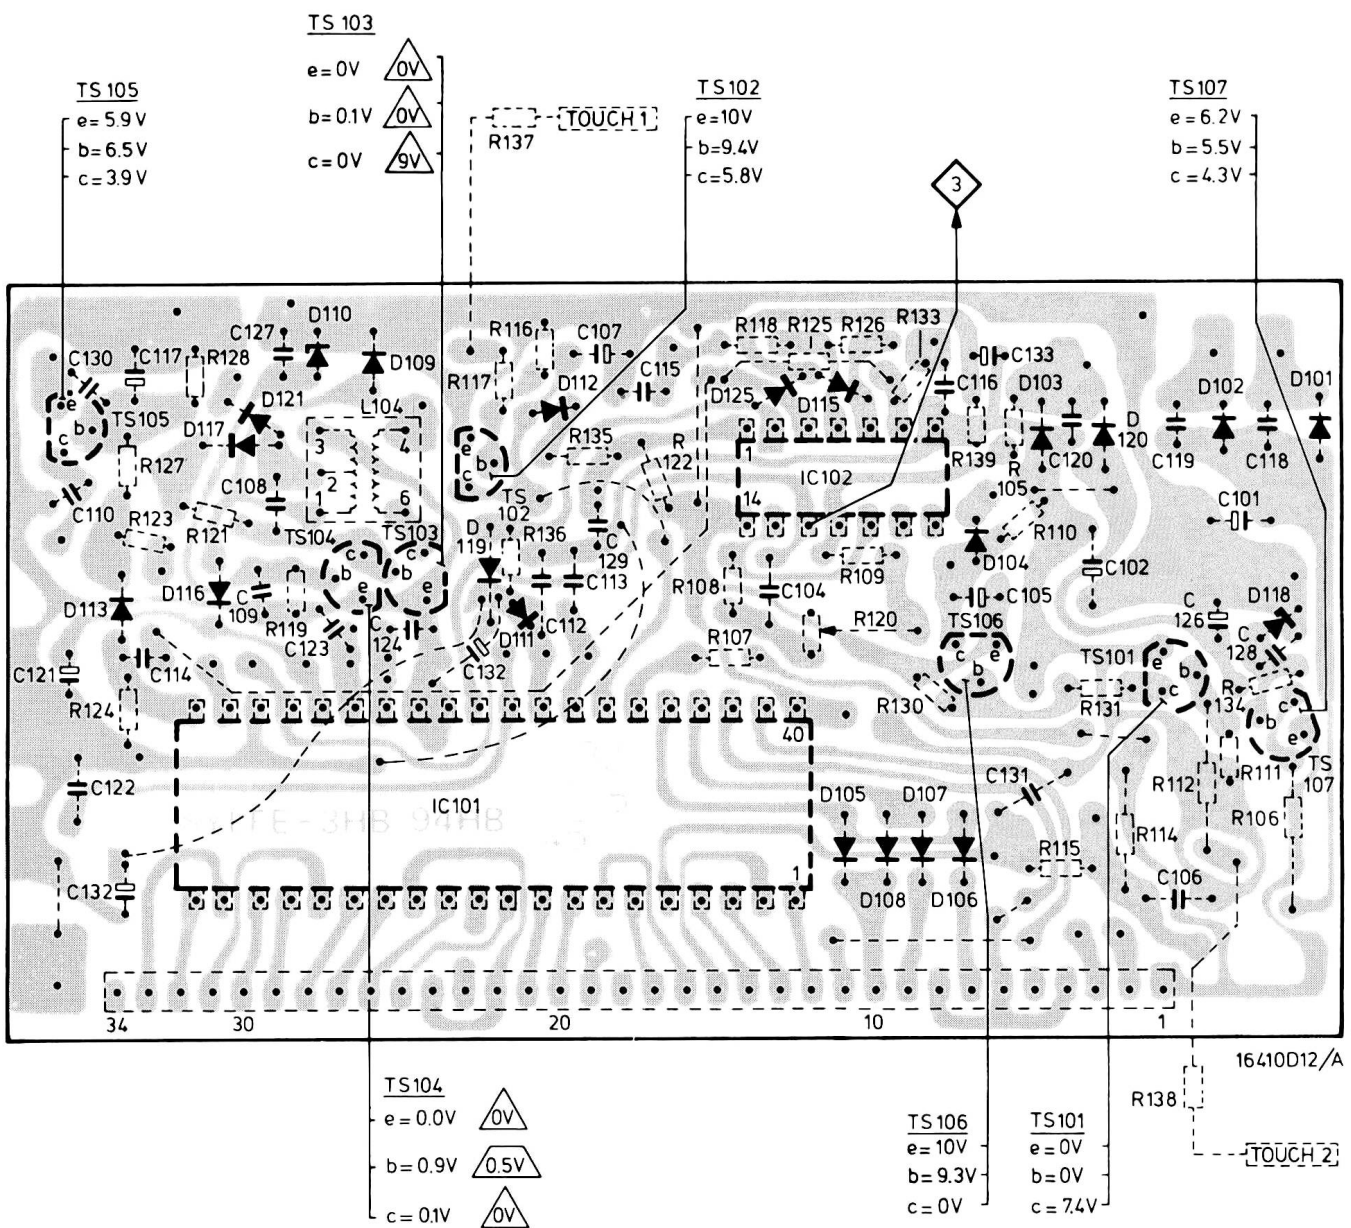 TS 103
e=0V 0V
b=0.1V 0V
c=0V 9V
TS105
e=5.9V
b=6.5V
c=3.9V
R137
TOUCH 1
TS102
e=10V
b=9.4V
c=5.8V
3
TS107
e=6.2V
b=5.5V
c=4.3V
C130
C117
R128
C127
D110
D109
R116
C107
R118
R125
R126
R133
C133
R117
D112
C115
D125
D115
C116
D103
D102
D101
e
b
c
TS105
D121
D117
L104
3
4
2
1
6
R127
C108
R135
R
122
1
14
IC102
R139
R
105
C120
D
120
C119
C118
C110
R123
R121
TS104
TS103
e
b
c
TS
102
D
119
R136
C
129
C113
R108
C104
R109
D104
R110
C102
C101
D113
D116
C
109
R119
C123
c
b
e
c
b
e
C
124
D111
C112
C132
R107
R120
C105
TS106
c
e
b
C
126
D118
C
128
C121
C114
R124
R130
TS101
R131
e
b
c
R
134
c
b
e
TS
107
C122
40
IC101
1
TE-3HB 94HB
C131
R112
R111
R106
D105
D107
D108
D106
R114
R115
C106
C132
34
30
20
10
1
16410D12/A
R138
TOUCH 2
TS104
e=0.0V 0V
b=0.9V 0.5V
c=0.1V 0V
TS106
e=10V
b=9.3V
c=0V
TS101
e=0V
b=0V
c=7.4V